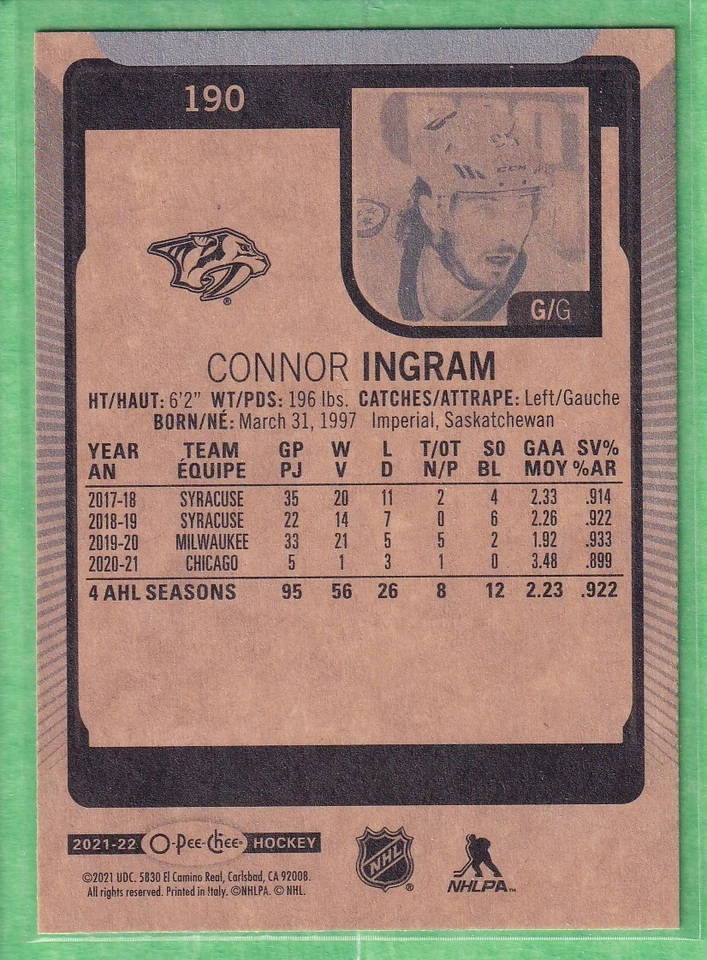 190
CCM
G/G
CONNOR INGRAM
HT/HAUT: 6'2" WT/PDS: 196 lbs. CATCHES/ATTRAPE: Left/Gauche
BORN/NÉ: March 31, 1997 Imperial, Saskatchewan
YEAR TEAM GP W L T/OT SO GAA SV%
AN ÉQUIPE PJ V D N/P BL MOY %AR
2017-18 SYRACUSE 35 20 11 2 4 2.33 .914
2018-19 SYRACUSE 22 14 7 0 6 2.26 .922
2019-20 MILWAUKEE 33 21 5 5 2 1.92 .933
2020-21 CHICAGO 5 1 3 1 0 3.48 .899
4 AHL SEASONS 95 56 26 8 12 2.23 .922
2021-22 O-Pee-Chee HOCKEY
©2021 UDC. 5830 El Camino Real, Carlsbad, CA 92008.
All rights reserved. Printed in Italy. ©NHLPA. © NHL.
NHL ®
NHLPA™